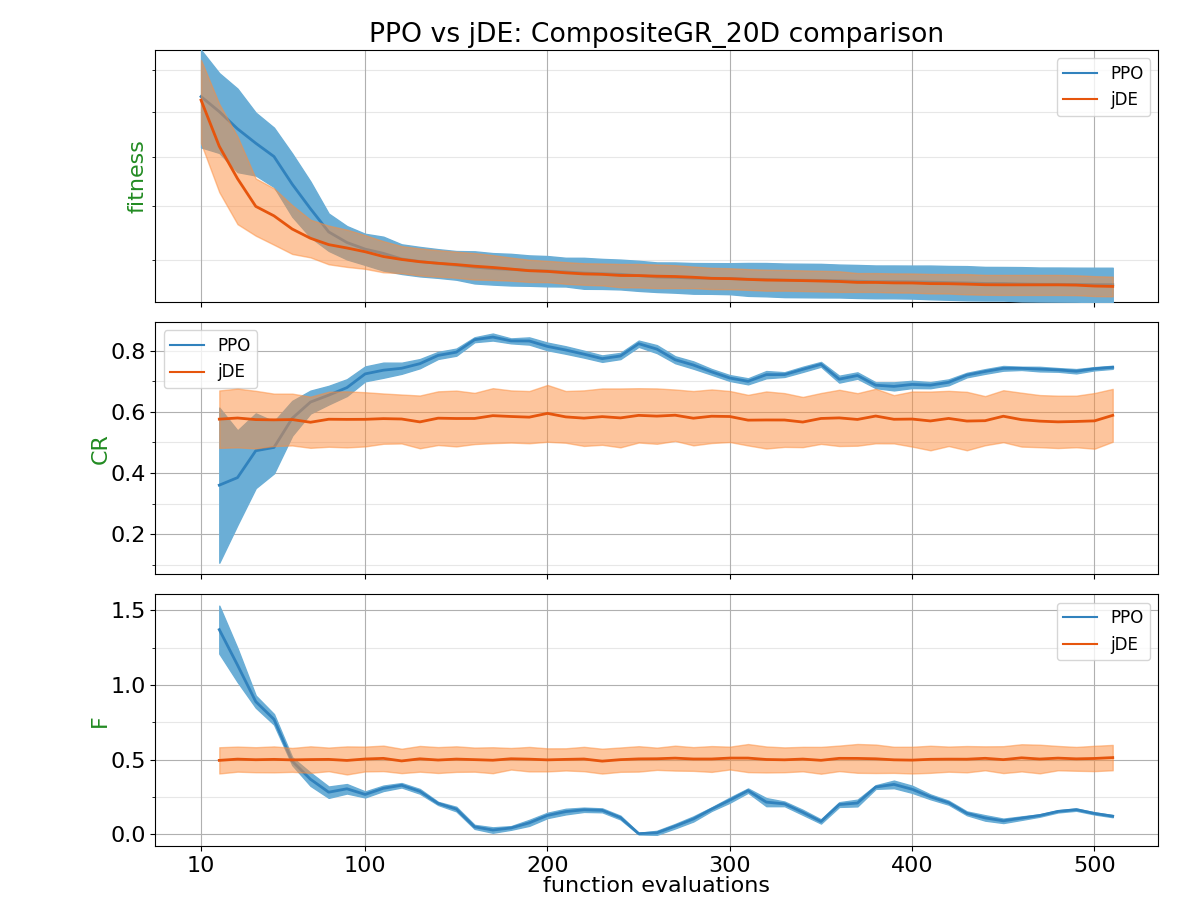 PPO vs jDE: CompositeGR_20D comparison
fitness
PPO
jDE
CR
0.8
0.6
0.4
0.2
PPO
jDE
F
1.5
1.0
0.5
0.0
PPO
jDE
10 100 200 300 400 500
function evaluations